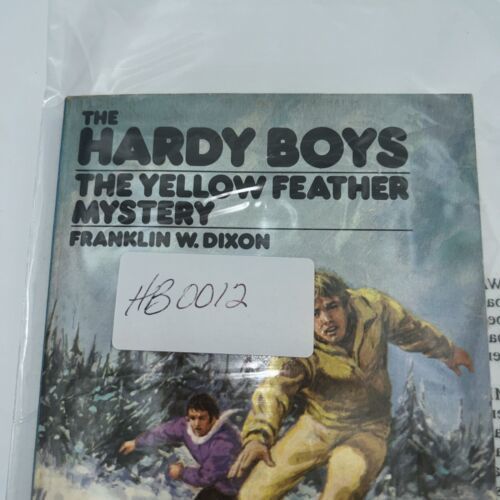 THE
HARDY BOYS
THE YELLOW FEATHER
MYSTERY
FRANKLIN W. DIXON
HB0012